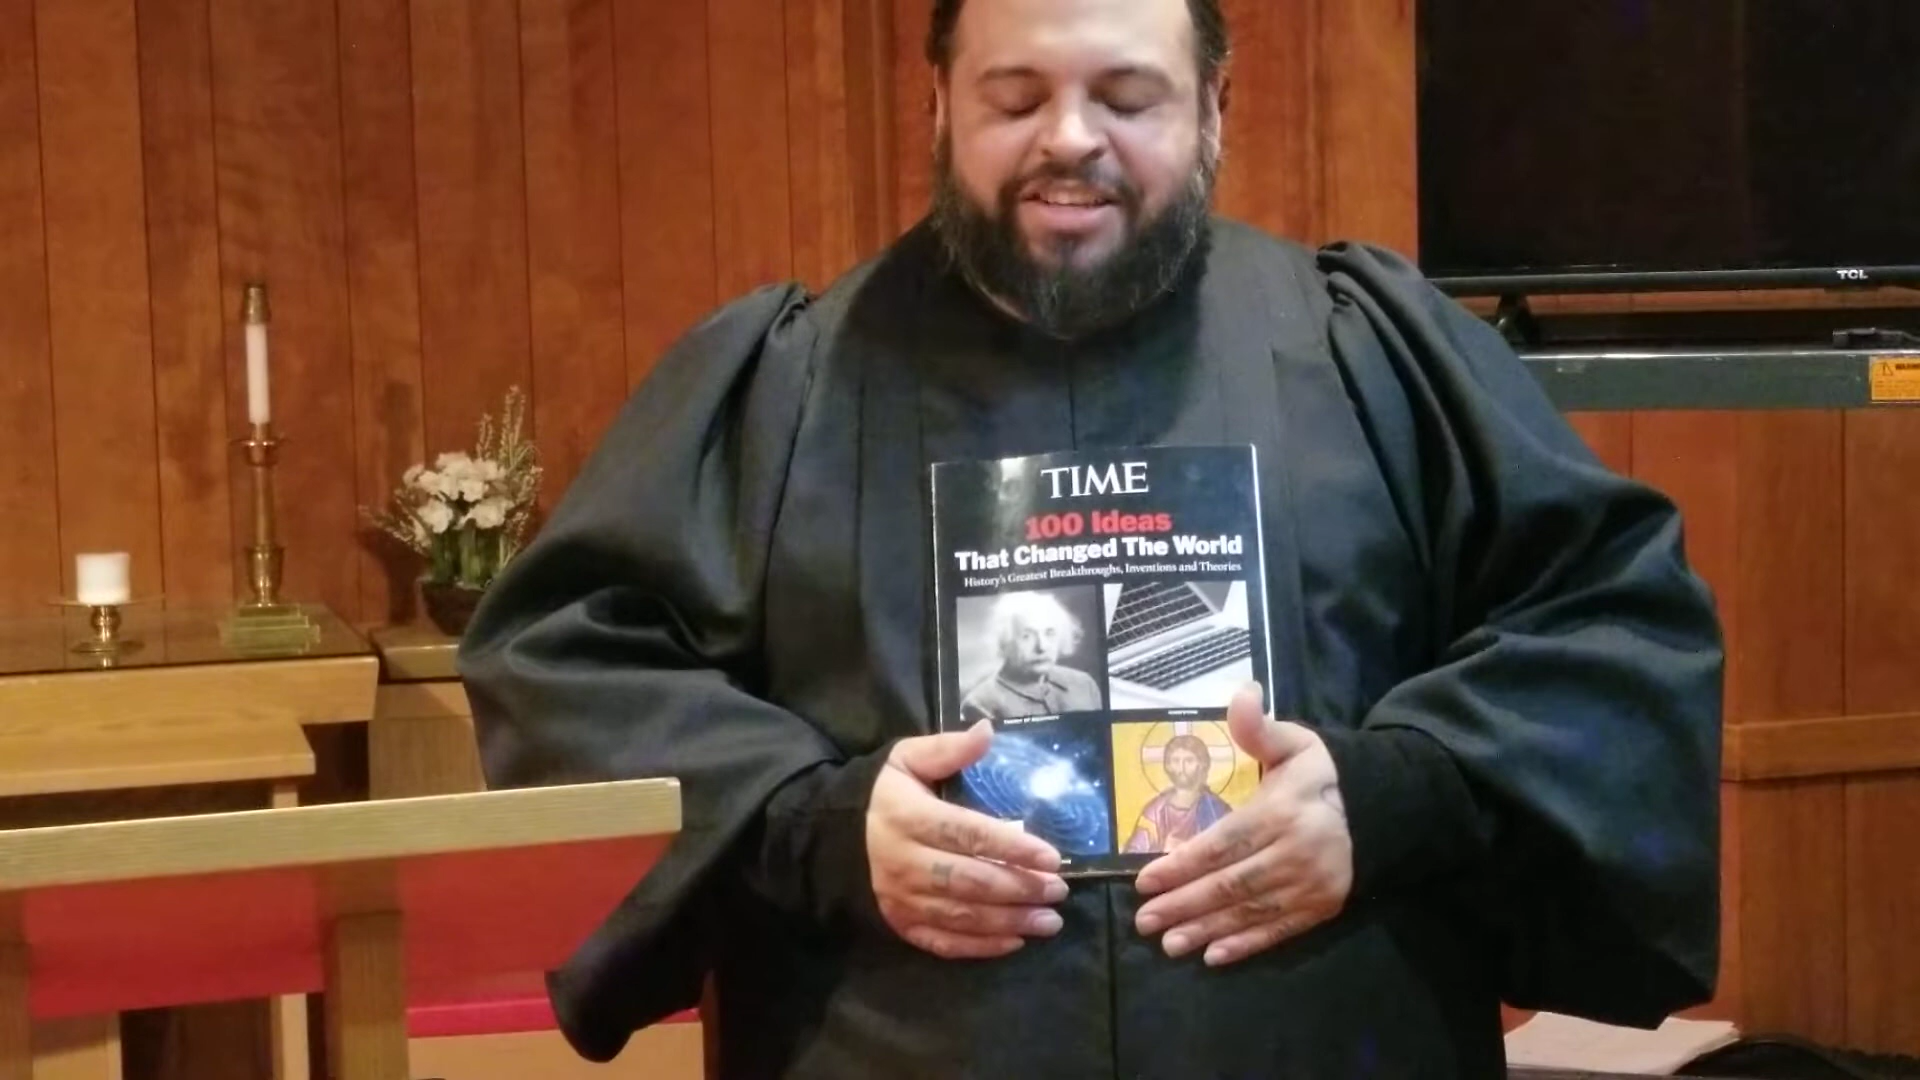 TCL
TIME
100 Ideas
That Changed The World
History's Greatest Breakthroughs, Inventions and Theories